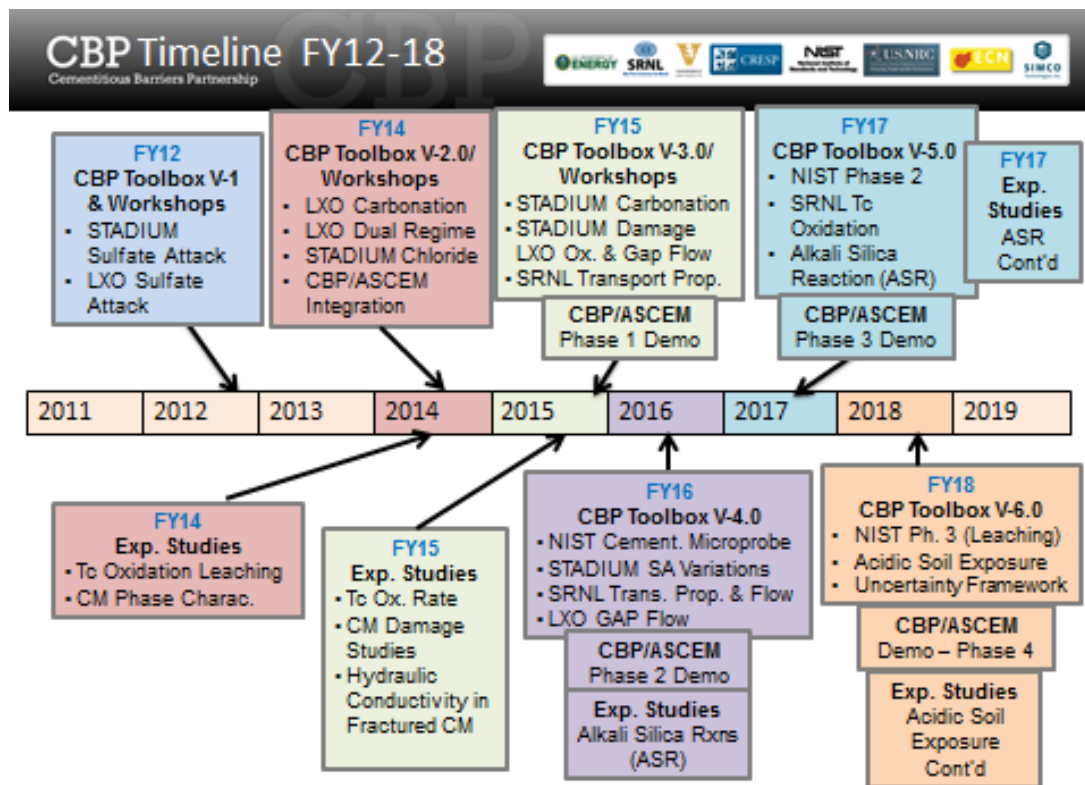 CBP Timeline FY12-18
Cementitious Barriers Partnership
ENERGY
SRNL
CRESP
NIST
National Institute of
Standards and Technology
U.S.NRC
ECN
SIMCO
FY12
CBP Toolbox V-1
& Workshops
• STADIUM
Sulfate Attack
• LXO Sulfate
Attack
FY14
CBP Toolbox V-2.0/
Workshops
• LXO Carbonation
• LXO Dual Regime
• STADIUM Chloride
• CBP/ASCEM
Integration
FY15
CBP Toolbox V-3.0/
Workshops
▪ STADIUM Carbonation
▪ STADIUM Damage
LXO Ox. & Gap Flow
▪ SRNL Transport Prop.
CBP/ASCEM
Phase 1 Demo
FY17
CBP Toolbox V-5.0
• NIST Phase 2
• SRNL Tc
Oxidation
• Alkali Silica
Reaction (ASR)
CBP/ASCEM
Phase 3 Demo
FY17
Exp.
Studies
ASR
Cont'd
2011 2012 2013 2014 2015 2016 2017 2018 2019
FY14
Exp. Studies
▪ Tc Oxidation Leaching
▪ CM Phase Charac.
FY15
Exp. Studies
▪ Tc Ox. Rate
▪ CM Damage
Studies
▪ Hydraulic
Conductivity in
Fractured CM
FY16
CBP Toolbox V-4.0
▪ NIST Cement. Microprobe
▪ STADIUM SA Variations
▪ SRNL Trans. Prop. & Flow
▪ LXO GAP Flow
CBP/ASCEM
Phase 2 Demo
Exp. Studies
Alkali Silica Rxns
(ASR)
FY18
CBP Toolbox V-6.0
• NIST Ph. 3 (Leaching)
• Acidic Soil Exposure
• Uncertainty Framework
CBP/ASCEM
Demo – Phase 4
Exp. Studies
Acidic Soil
Exposure
Cont'd